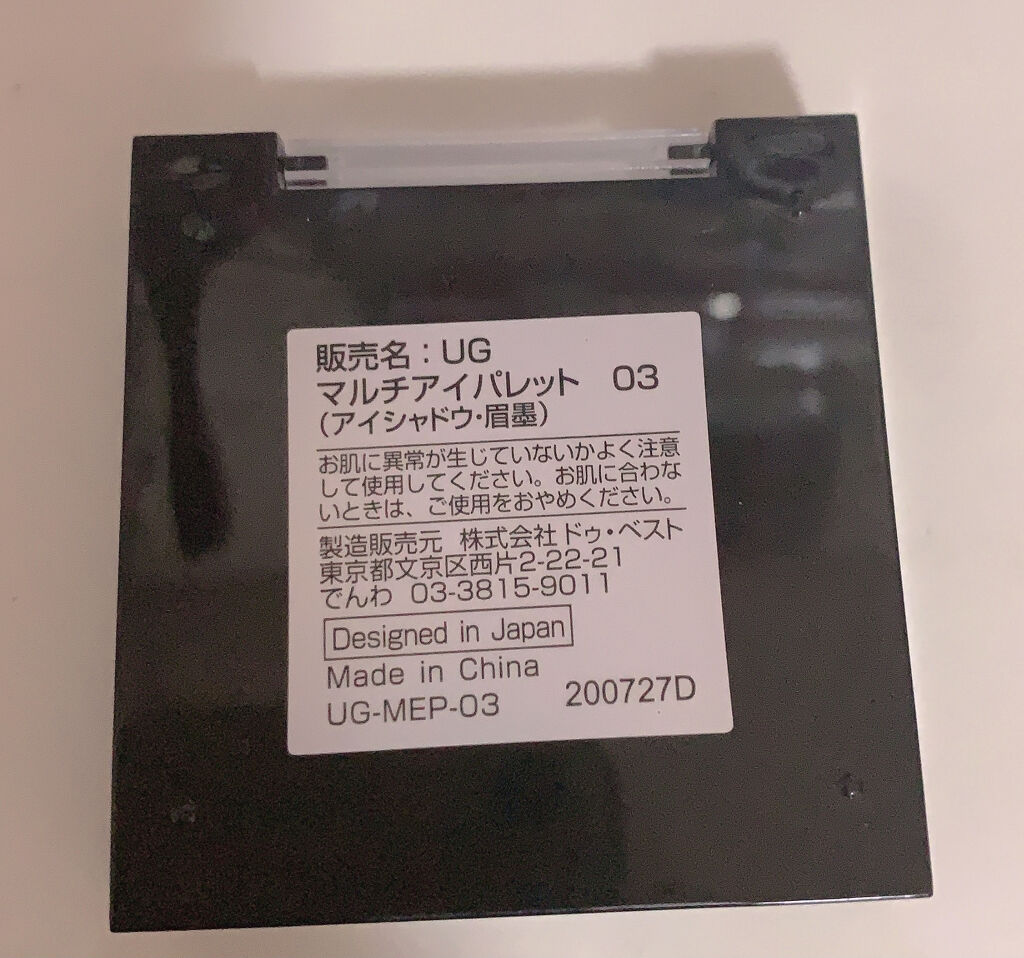 販売名：UG
マルチアイパレット 03
（アイシャドウ・眉墨）
お肌に異常が生じていないかよく注意
して使用してください。お肌に合わな
いときは、ご使用をおやめください。
製造販売元 株式会社ドゥ・ベスト
東京都文京区西片2-22-21
でんわ 03-3815-9011
Designed in Japan
Made in China
UG-MEP-03 200727D